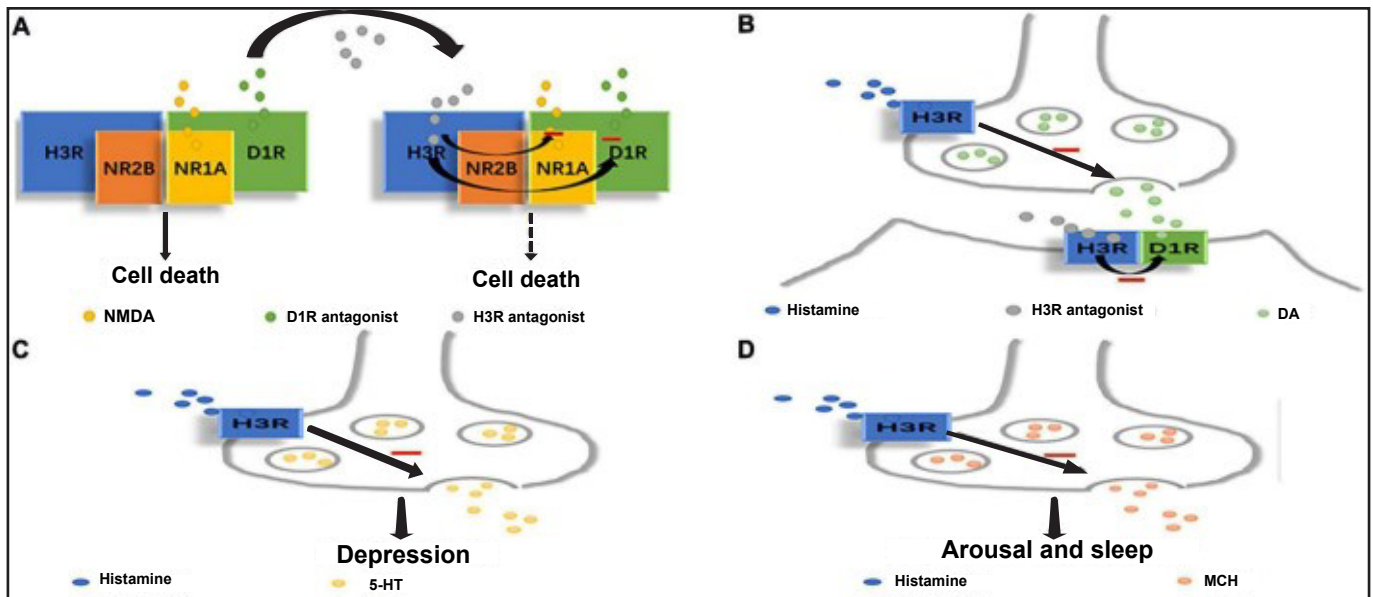 A
H3R
NR2B
NR1A
D1R
H3R
NR2B
NR1A
D1R
Cell death
Cell death
NMDA
D1R antagonist
H3R antagonist
B
H3R
H3R
D1R
Histamine
H3R antagonist
DA
C
H3R
Depression
Histamine
5-HT
D
H3R
Arousal and sleep
Histamine
MCH